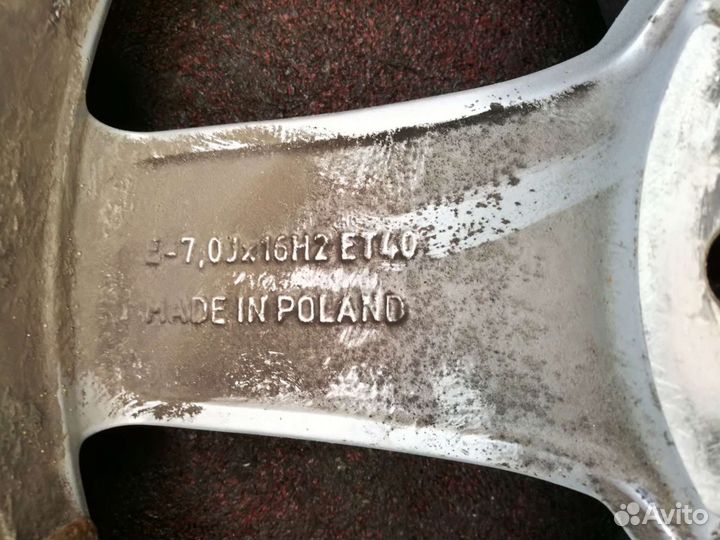 E-7,0Jx16H2 ET40
MADE IN POLAND
Avito